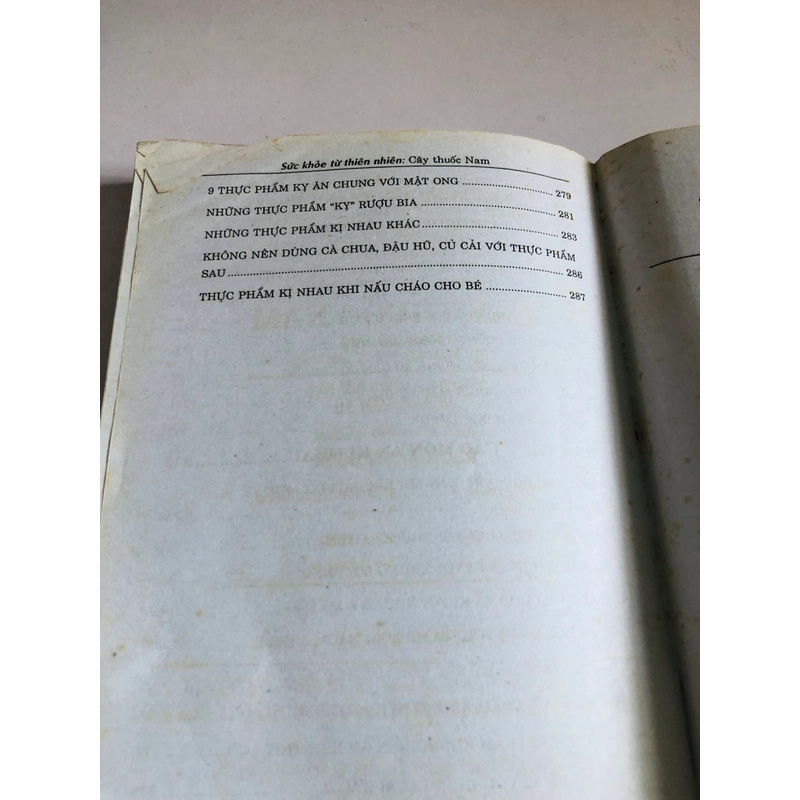 Sức khỏe từ thiên nhiên: Cây thuốc Nam
9 THỰC PHẨM KỴ ĂN CHUNG VỚI MẬT ONG ........................ 279
NHỮNG THỰC PHẨM "KỴ" RƯỢU BIA ........................ 281
NHỮNG THỰC PHẨM KỊ NHAU KHÁC ........................ 283
KHÔNG NÊN DÙNG CÀ CHUA, ĐẬU HŨ, CỦ CẢI VỚI THỰC PHẨM
SAU ........................ 286
THỰC PHẨM KỊ NHAU KHI NẤU CHÁO CHO BÉ ........................ 287